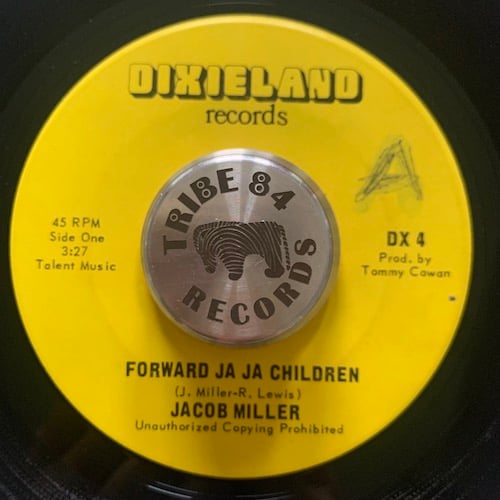 DIXIELAND
records
A
45 RPM
Side One
3:27
Talent Music
TRIBE 84
RECORDS
DX 4
Prod. by
Tommy Cowan
FORWARD JA JA CHILDREN
(J. Miller-R. Lewis)
JACOB MILLER
Unauthorized Copying Prohibited